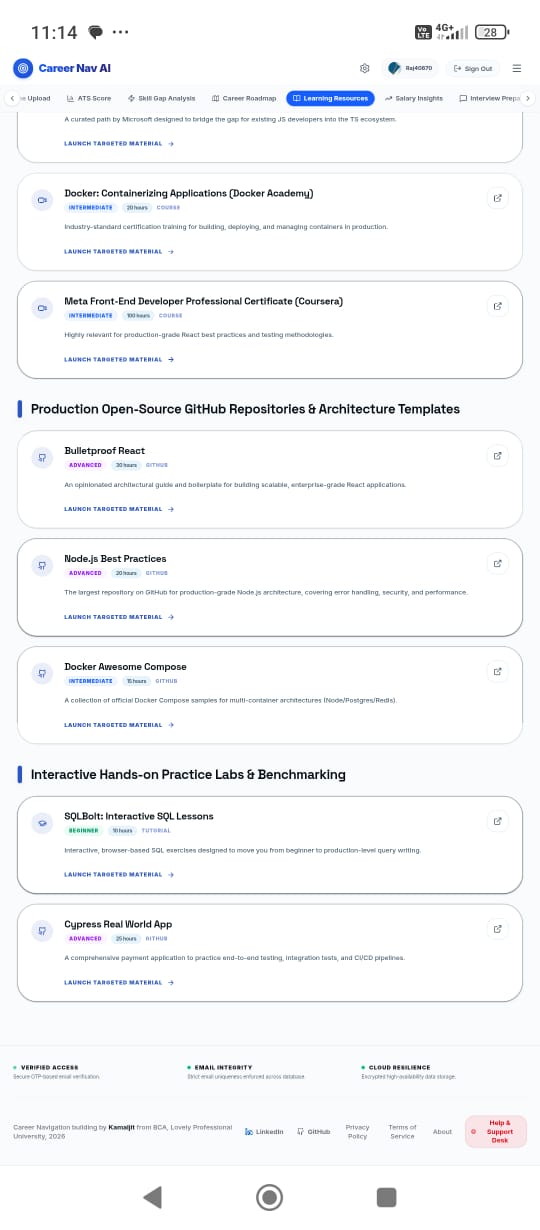 11:14
Vo LTE 4G+ 28
Career Nav AI
Raj40670
Sign Out
Upload
ATS Score
Skill Gap Analysis
Career Roadmap
Learning Resources
Salary Insights
Interview Prepa
A curated path by Microsoft designed to bridge the gap for existing JS developers into the TS ecosystem.
LAUNCH TARGETED MATERIAL →
Docker: Containerizing Applications (Docker Academy)
INTERMEDIATE 20 hours COURSE
Industry-standard certification training for building, deploying, and managing containers in production.
LAUNCH TARGETED MATERIAL →
Meta Front-End Developer Professional Certificate (Coursera)
INTERMEDIATE 100 hours COURSE
Highly relevant for production-grade React best practices and testing methodologies.
LAUNCH TARGETED MATERIAL →
Production Open-Source GitHub Repositories & Architecture Templates
Bulletproof React
ADVANCED 30 hours GITHUB
An opinionated architectural guide and boilerplate for building scalable, enterprise-grade React applications.
LAUNCH TARGETED MATERIAL →
Node.js Best Practices
ADVANCED 20 hours GITHUB
The largest repository on GitHub for production-grade Node.js architecture, covering error handling, security, and performance.
LAUNCH TARGETED MATERIAL →
Docker Awesome Compose
INTERMEDIATE 15 hours GITHUB
A collection of official Docker Compose samples for multi-container architectures (Node/Postgres/Redis).
LAUNCH TARGETED MATERIAL →
Interactive Hands-on Practice Labs & Benchmarking
SQLBolt: Interactive SQL Lessons
BEGINNER 10 hours TUTORIAL
Interactive, browser-based SQL exercises designed to move you from beginner to production-level query writing.
LAUNCH TARGETED MATERIAL →
Cypress Real World App
ADVANCED 25 hours GITHUB
A comprehensive payment application to practice end-to-end testing, integration tests, and CI/CD pipelines.
LAUNCH TARGETED MATERIAL →
VERIFIED ACCESS
Secure OTP-based email verification.
EMAIL INTEGRITY
Strict email uniqueness enforced across database.
CLOUD RESILIENCE
Encrypted high-availability data storage.
Career Navigation building by Kamaljit from BCA, Lovely Professional
University, 2026
LinkedIn
GitHub
Privacy
Policy
Terms of
Service
About
Help &
Support
Desk